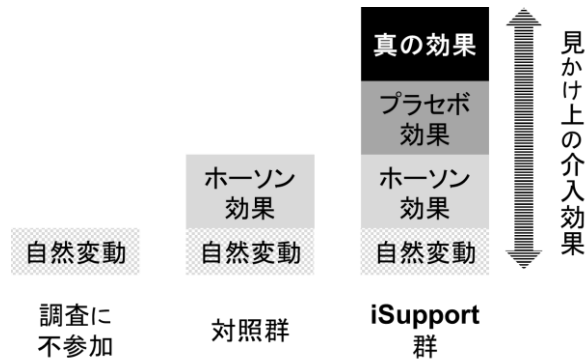 真の効果
プラセボ
効果
ホーソン
効果
ホーソン
効果
自然変動
自然変動
自然変動
調査に
不参加
対照群
iSupport
群
見かけ上の介入効果